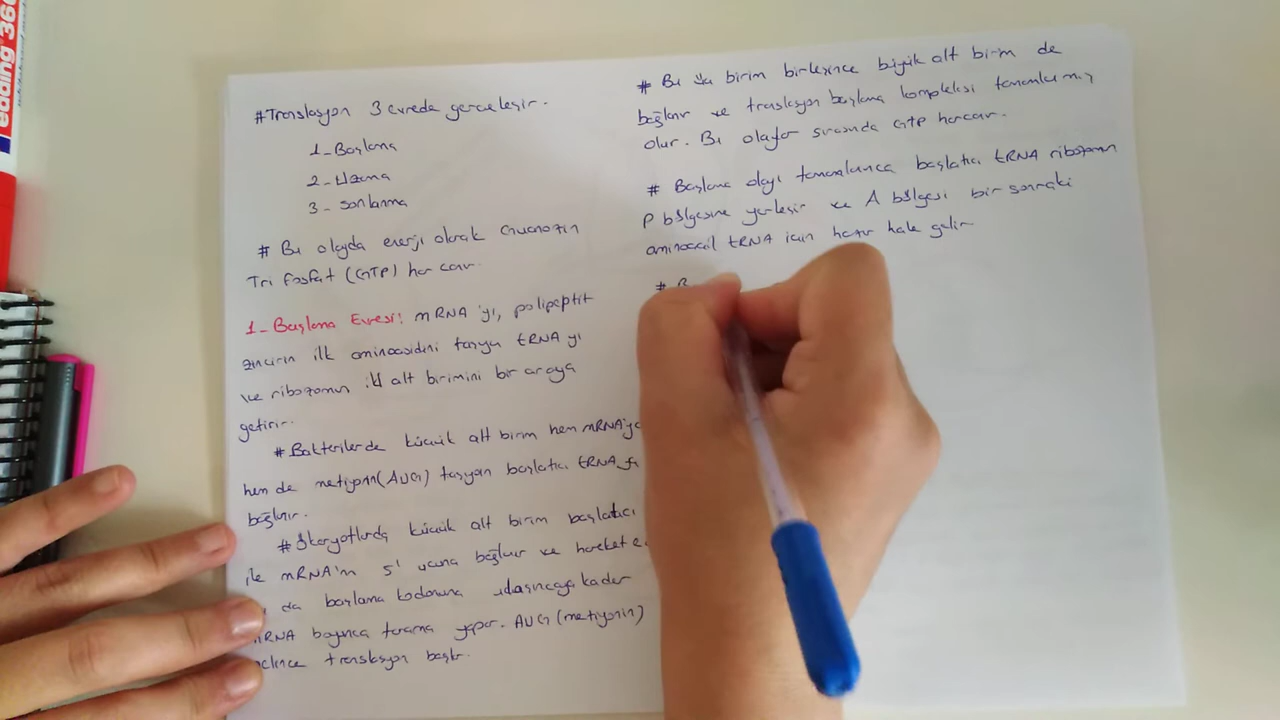 edding 360
#Translasyon 3 evrede gerçekleşir.
1-Başlama
2-Uzama
3-Sonlanma
# Bu olayda enerji olarak Guanozin
Tri fosfat (GTP) harcar.
1-Başlama Evresi: mRNA'yı, polipeptit
zincirin ilk aminoasidini taşıyan tRNA'yı
ve ribozomun iki alt birimini bir araya
getirir.
#Bakterilerde küçük alt birim hem mRNA'ya
hem de metiyonin(AUG) taşıyan başlatıcı tRNA
bağlanır.
#Ökaryotlarda küçük alt birim başlatıcı
ile mRNA'nın 5' ucuna bağlanır ve hareket
da başlama kodonuna ulaşıncaya kadar
mRNA boyunca tarama yapar. AUG (metiyonin)
gelince translasyon başlar.
# Bu iki birim birleşince büyük alt birim de
bağlanır ve translasyon başlama kompleksi tamamlanmış
olur. Bu olaylar sırasında GTP harcar.
# Başlama olayı tamamlanınca başlatıcı tRNA ribozomun
P bölgesine yerleşir ve A bölgesi bir sonraki
aminoacil tRNA için hazır hale gelir
# B